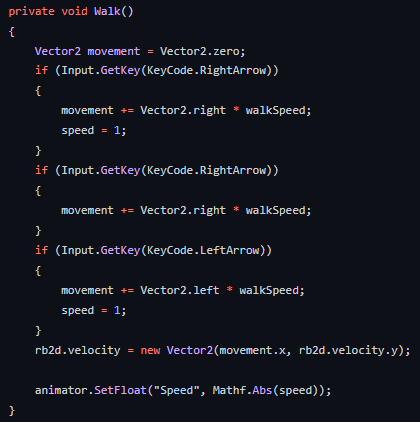 private void Walk()
{
    Vector2 movement = Vector2.zero;
    if (Input.GetKey(KeyCode.RightArrow))
    {
        movement += Vector2.right * walkSpeed;
        speed = 1;
    }
    if (Input.GetKey(KeyCode.RightArrow))
    {
        movement += Vector2.right * walkSpeed;
    }
    if (Input.GetKey(KeyCode.LeftArrow))
    {
        movement += Vector2.left * walkSpeed;
        speed = 1;
    }
    rb2d.velocity = new Vector2(movement.x, rb2d.velocity.y);

    animator.SetFloat("Speed", Mathf.Abs(speed));
}